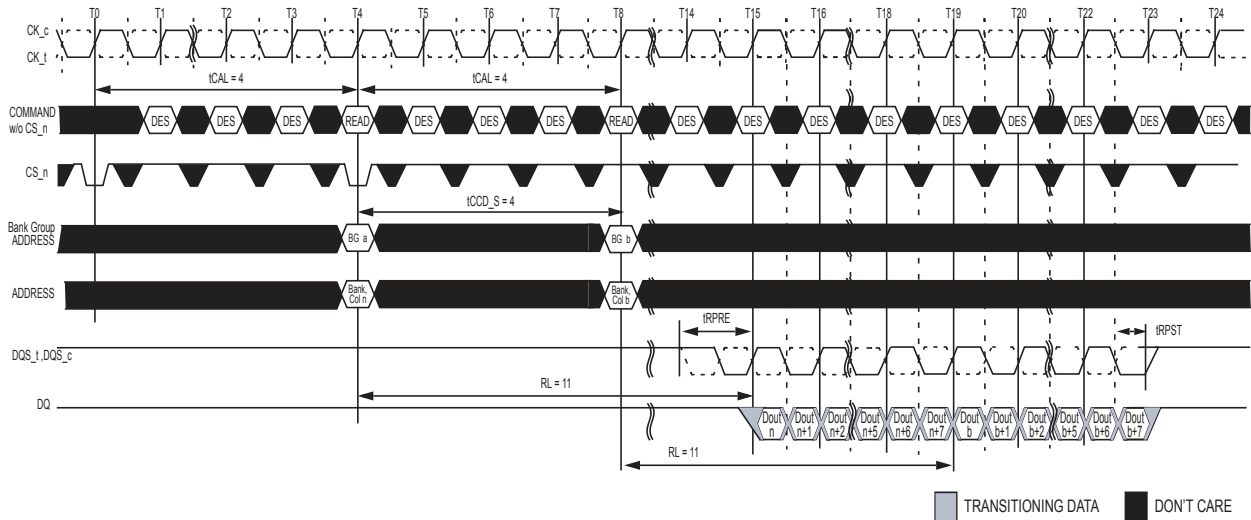 T0 T1 T2 T3 T4 T5 T6 T7 T8 T14 T15 T16 T18 T19 T20 T22 T23 T24
CK_c
CK_t
tCAL = 4 tCAL = 4
COMMAND
w/o CS_n
DES DES DES READ DES DES DES READ DES DES DES DES DES DES DES DES DES
CS_n
tCCD_S = 4
Bank Group
ADDRESS
BG a BG b
ADDRESS
Bank, Bank,
Col n Col b
tRPRE tRPST
DQS_t ,DQS_c
RL = 11
DQ
Dout Dout Dout Dout Dout Dout Dout Dout Dout Dout Dout Dout
n n+1 n+2 n+5 n+6 n+7 b b+1 b+2 b+5 b+6 b+7
RL = 11
TRANSITIONING DATA DON'T CARE